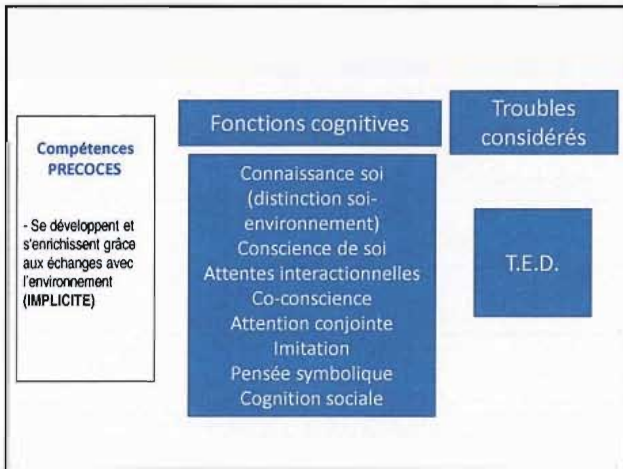 Compétences
PRECOCES
- Se développent et
s'enrichissent grâce
aux échanges avec
l'environnement
(IMPLICITE)
Fonctions cognitives
Connaissance soi
(distinction soi-
environnement)
Conscience de soi
Attentes interactionnelles
Co-conscience
Attention conjointe
Imitation
Pensée symbolique
Cognition sociale
Troubles
considérés
T.E.D.